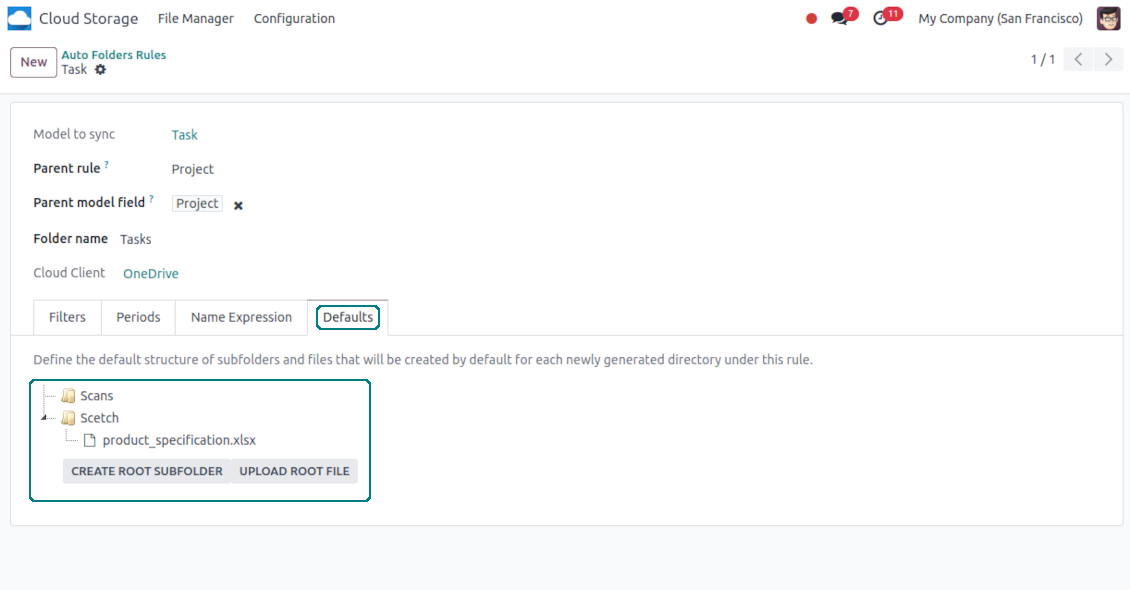 Cloud Storage File Manager Configuration 7 11 My Company (San Francisco)
New Auto Folders Rules 1 / 1
Task
Model to sync Task
Parent rule ? Project
Parent model field ? Project
Folder name Tasks
Cloud Client OneDrive
Filters Periods Name Expression Defaults
Define the default structure of subfolders and files that will be created by default for each newly generated directory under this rule.
Scans
Scetch
product_specification.xlsx
CREATE ROOT SUBFOLDER UPLOAD ROOT FILE